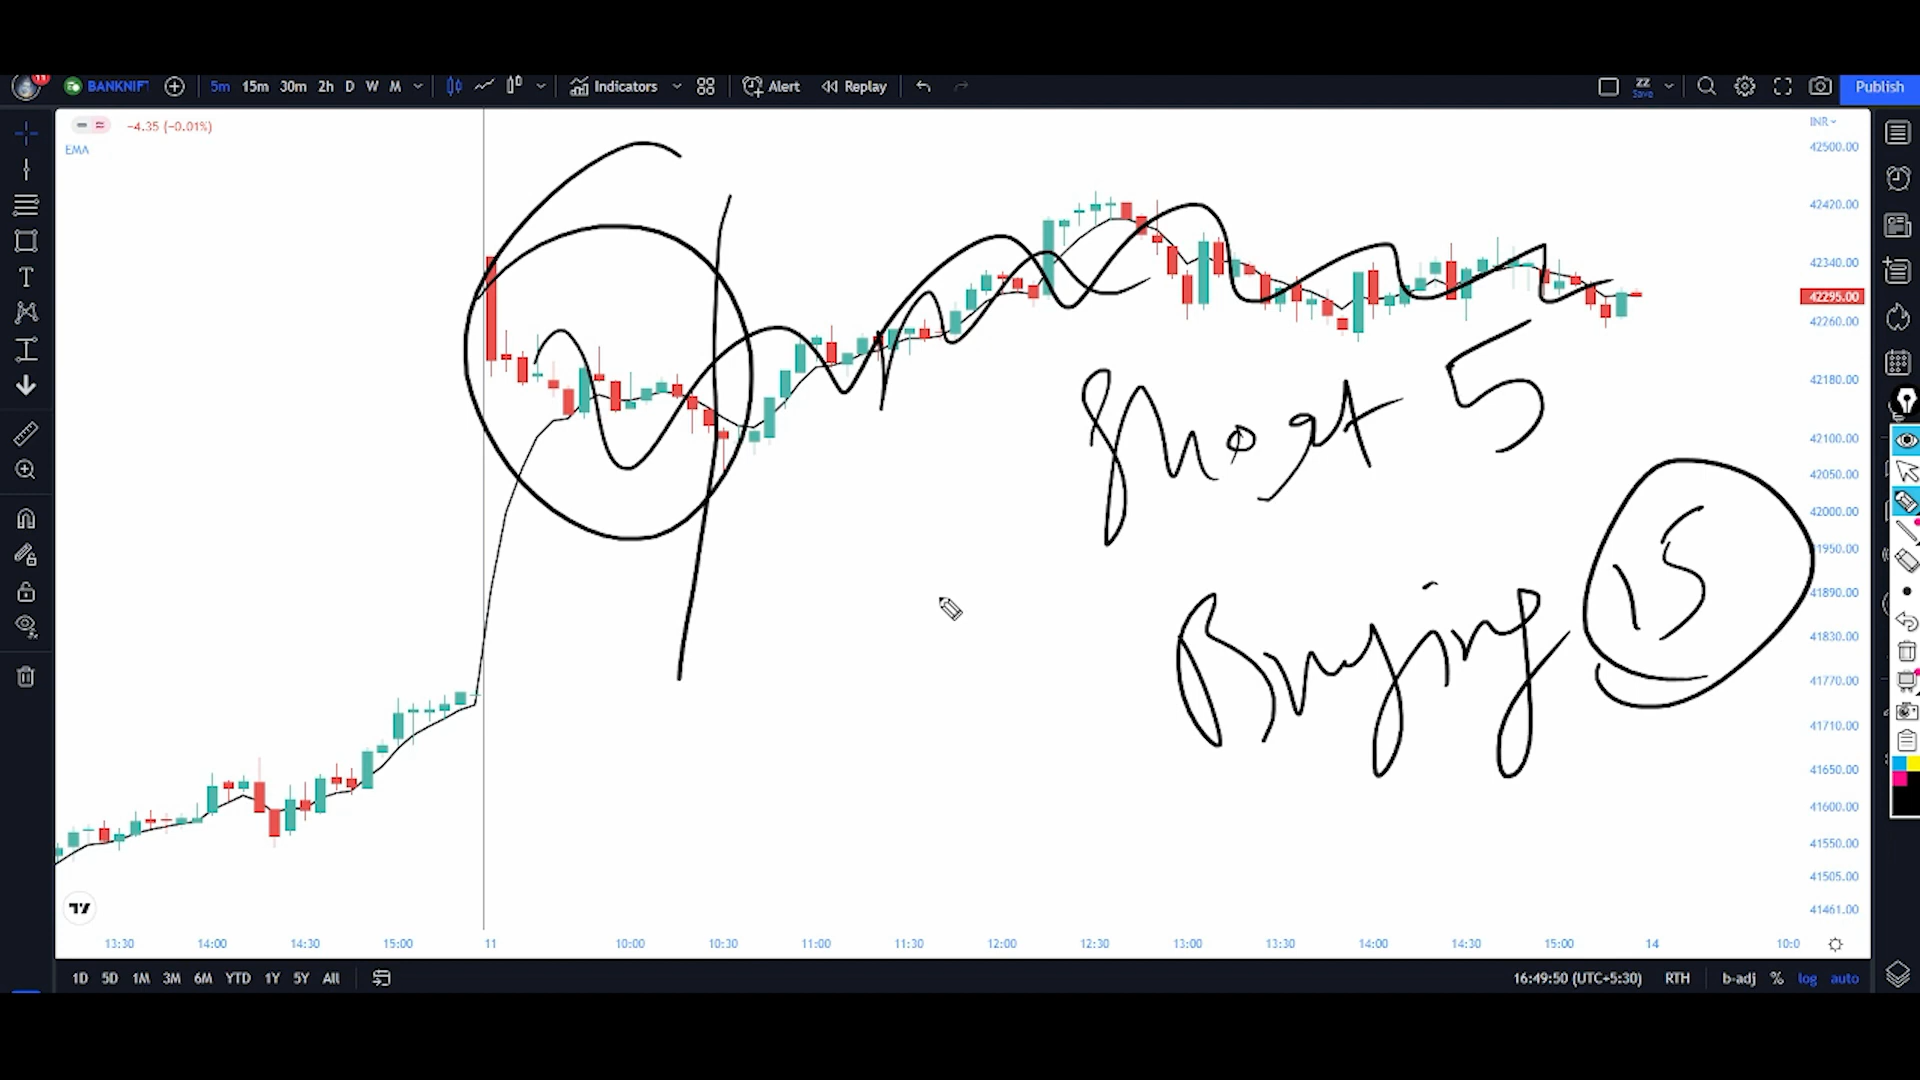 11 BANKNIF 5m 15m 30m 2h D W M Indicators Alert Replay ZZ Save Publish
−4.35 (−0.01%)
EMA
INR
42500.00
42420.00
42340.00
42295.00
42260.00
42180.00
42100.00
42050.00
42000.00
41950.00
41890.00
41830.00
41770.00
41710.00
41650.00
41600.00
41550.00
41505.00
41461.00
Short 5
Buying 15
13:30 14:00 14:30 15:00 11 10:00 10:30 11:00 11:30 12:00 12:30 13:00 13:30 14:00 14:30 15:00 14 10:0
1D 5D 1M 3M 6M YTD 1Y 5Y All 16:49:50 (UTC+5:30) RTH b-adj % log auto